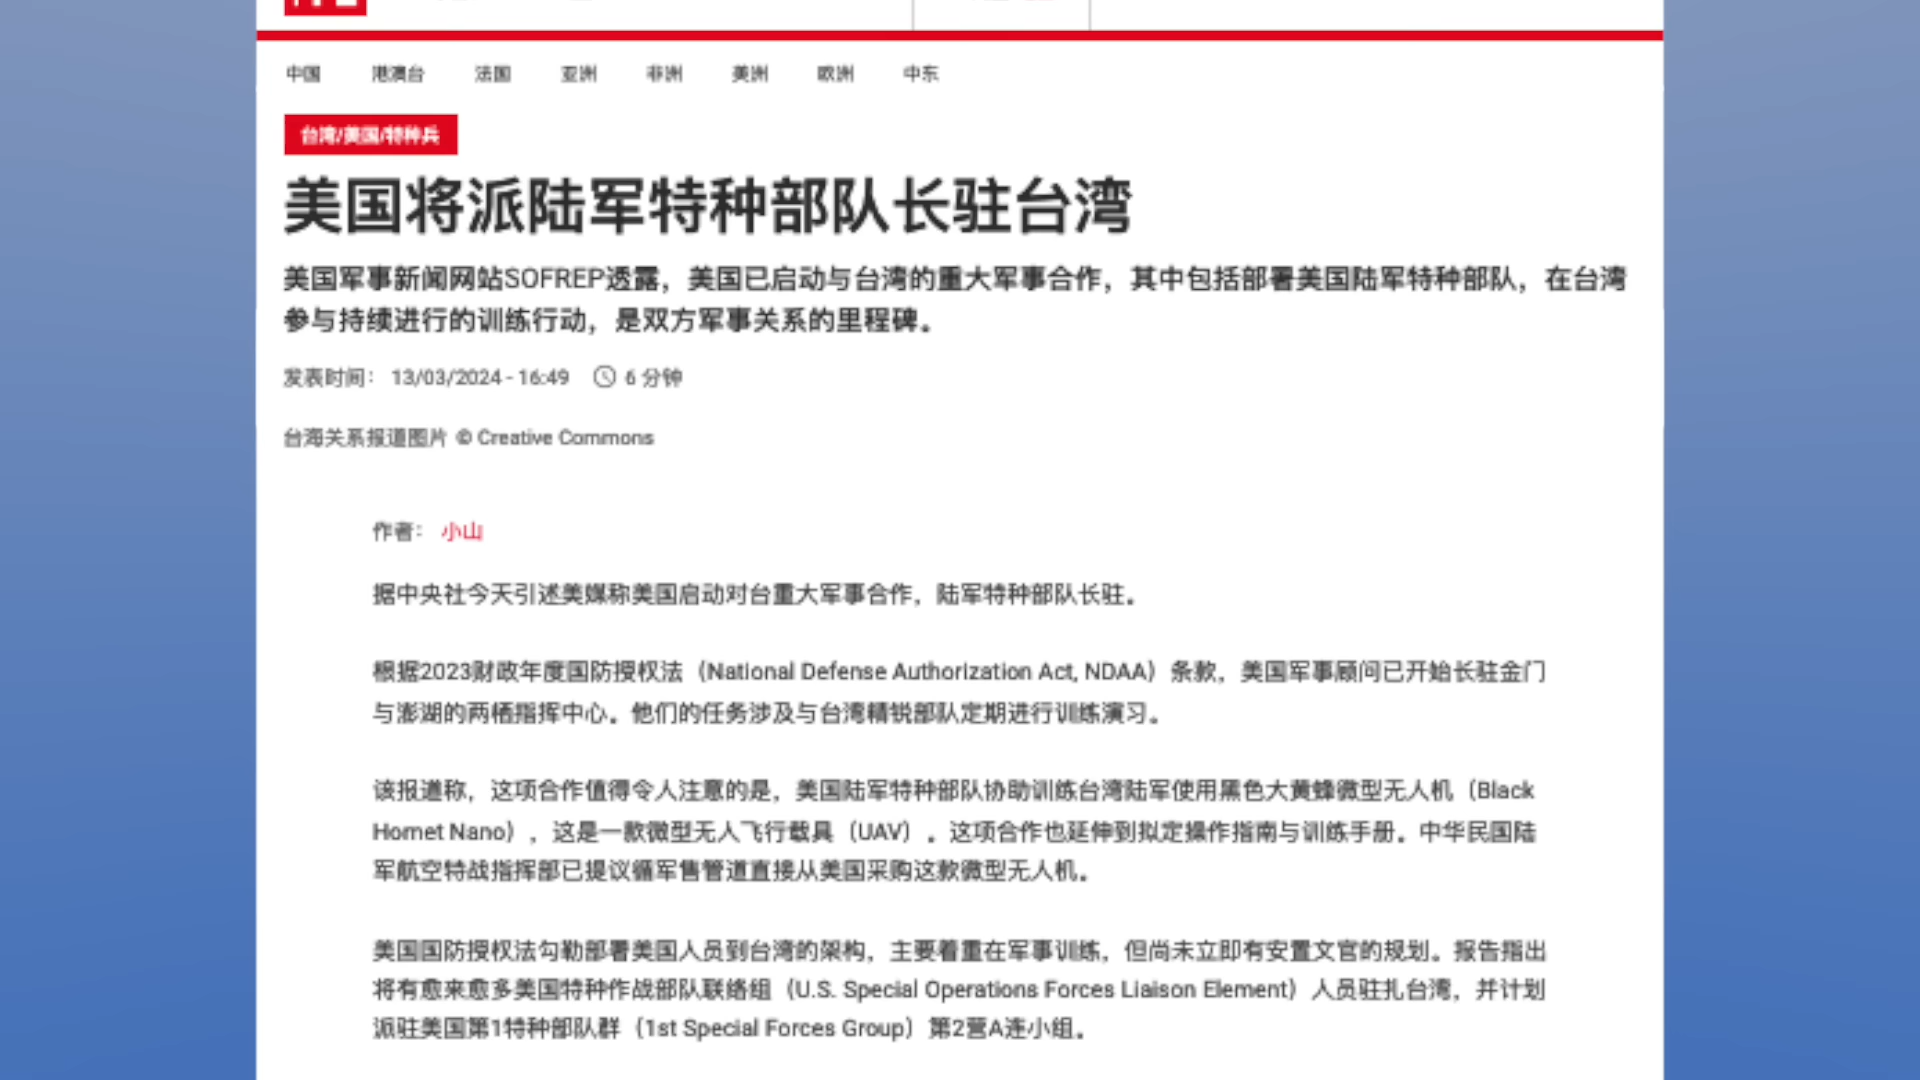 中国 港澳台 法国 亚洲 非洲 美洲 欧洲 中东
台湾/美国/特种兵
美国将派陆军特种部队长驻台湾
美国军事新闻网站SOFREP透露，美国已启动与台湾的重大军事合作，其中包括部署美国陆军特种部队，在台湾
参与持续进行的训练行动，是双方军事关系的里程碑。
发表时间： 13/03/2024 - 16:49 6 分钟
台海关系报道图片 © Creative Commons
作者： 小山
据中央社今天引述美媒称美国启动对台重大军事合作，陆军特种部队长驻。
根据2023财政年度国防授权法（National Defense Authorization Act, NDAA）条款，美国军事顾问已开始长驻金门
与澎湖的两栖指挥中心。他们的任务涉及与台湾精锐部队定期进行训练演习。
该报道称，这项合作值得令人注意的是，美国陆军特种部队协助训练台湾陆军使用黑色大黄蜂微型无人机（Black
Hornet Nano），这是一款微型无人飞行载具（UAV）。这项合作也延伸到拟定操作指南与训练手册。中华民国陆
军航空特战指挥部已提议循军售管道直接从美国采购这款微型无人机。
美国国防授权法勾勒部署美国人员到台湾的架构，主要着重在军事训练，但尚未立即有安置文官的规划。报告指出
将有愈来愈多美国特种作战部队联络组（U.S. Special Operations Forces Liaison Element）人员驻扎台湾，并计划
派驻美国第1特种部队群（1st Special Forces Group）第2营A连小组。